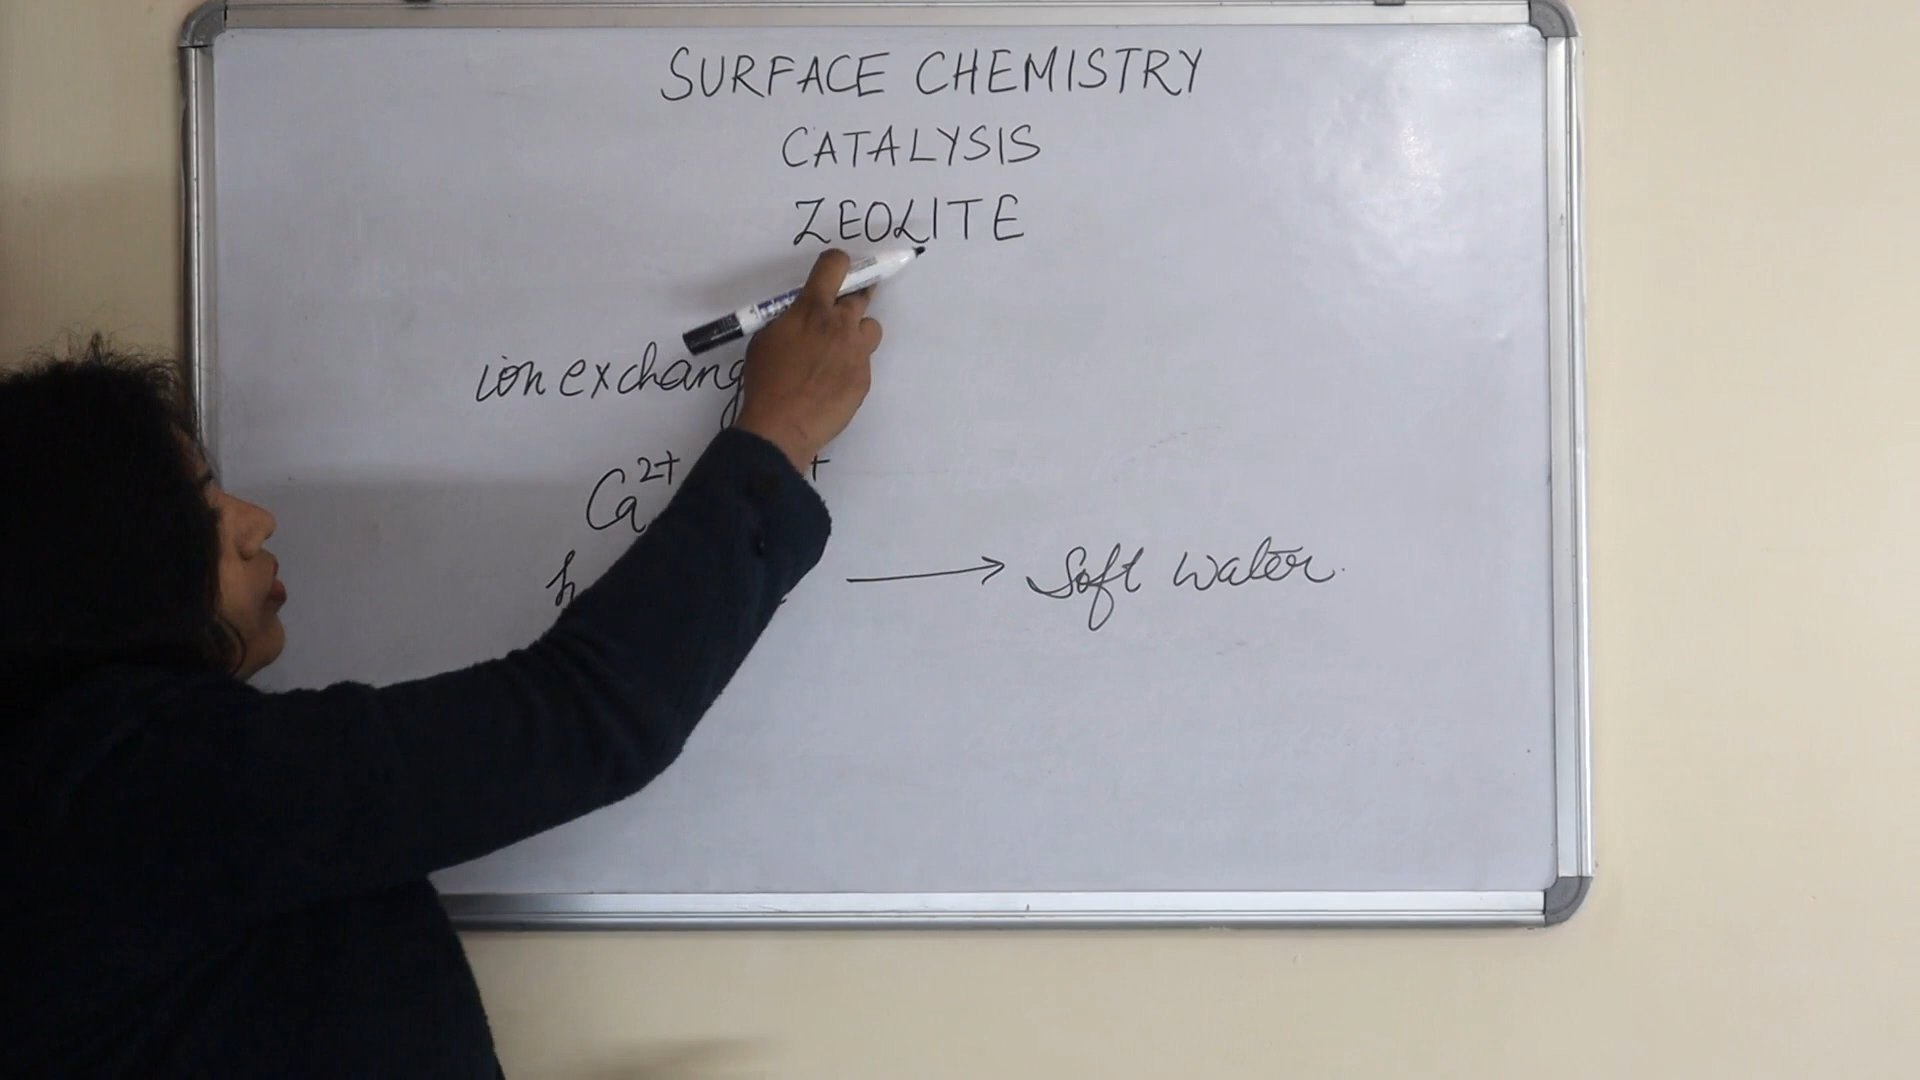 SURFACE CHEMISTRY
CATALYSIS
ZEOLITE
ion exchang
Ca2+ +
h → Soft water.